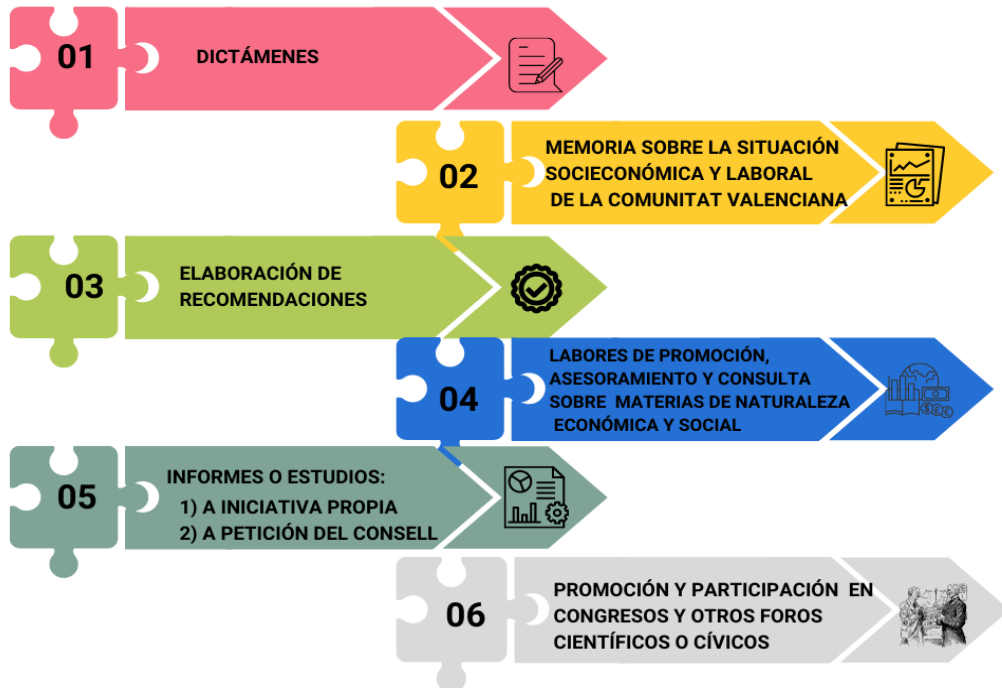 01
DICTÁMENES
02
MEMORIA SOBRE LA SITUACIÓN
SOCIECONÓMICA Y LABORAL
DE LA COMUNITAT VALENCIANA
03
ELABORACIÓN DE
RECOMENDACIONES
04
LABORES DE PROMOCIÓN,
ASESORAMIENTO Y CONSULTA
SOBRE MATERIAS DE NATURALEZA
ECONÓMICA Y SOCIAL
05
INFORMES O ESTUDIOS:
1) A INICIATIVA PROPIA
2) A PETICIÓN DEL CONSELL
06
PROMOCIÓN Y PARTICIPACIÓN EN
CONGRESOS Y OTROS FOROS
CIENTÍFICOS O CÍVICOS